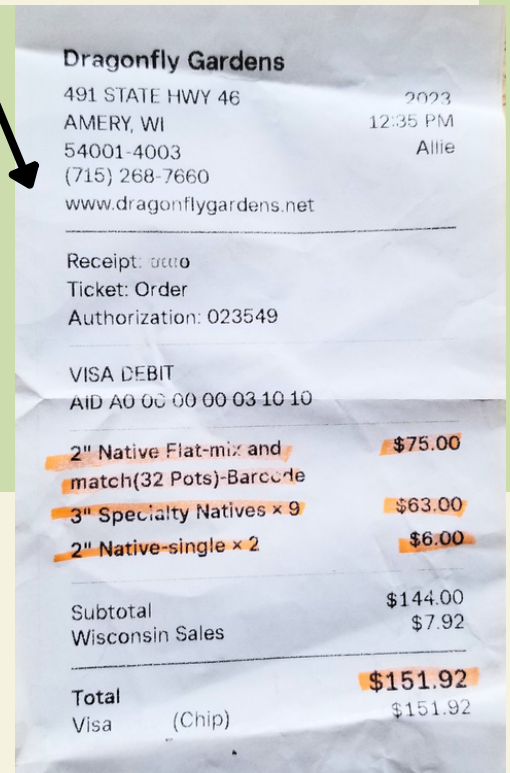 Dragonfly Gardens
491 STATE HWY 46 2023
AMERY, WI 12:35 PM
54001-4003 Allie
(715) 268-7660
www.dragonflygardens.net
Receipt:
Ticket: Order
Authorization: 023549
VISA DEBIT
AID A0 00 00 00 03 10 10
2" Native Flat-mix and $75.00
match(32 Pots)-Barcode
3" Specialty Natives × 9 $63.00
2" Native-single × 2 $6.00
Subtotal $144.00
Wisconsin Sales $7.92
Total $151.92
Visa (Chip) $151.92